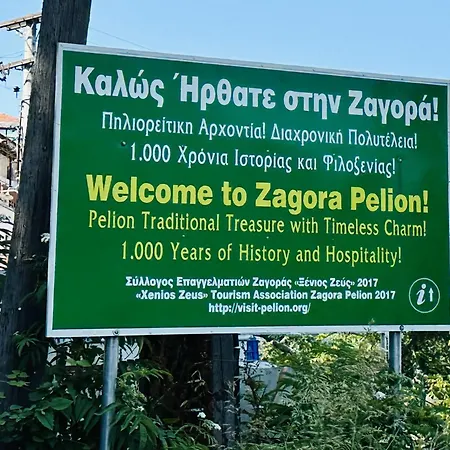 Καλώς Ήρθατε στην Ζαγορά!
Πηλιορείτικη Αρχοντία! Διαχρονική Πολυτέλεια!
1.000 Χρόνια Ιστορίας και Φιλοξενίας!
Welcome to Zagora Pelion!
Pelion Traditional Treasure with Timeless Charm!
1.000 Years of History and Hospitality!
Σύλλογος Επαγγελματιών Ζαγοράς «Ξένιος Ζεύς» 2017
«Xenios Zeus» Tourism Association Zagora Pelion 2017
http://visit-pelion.org/
i